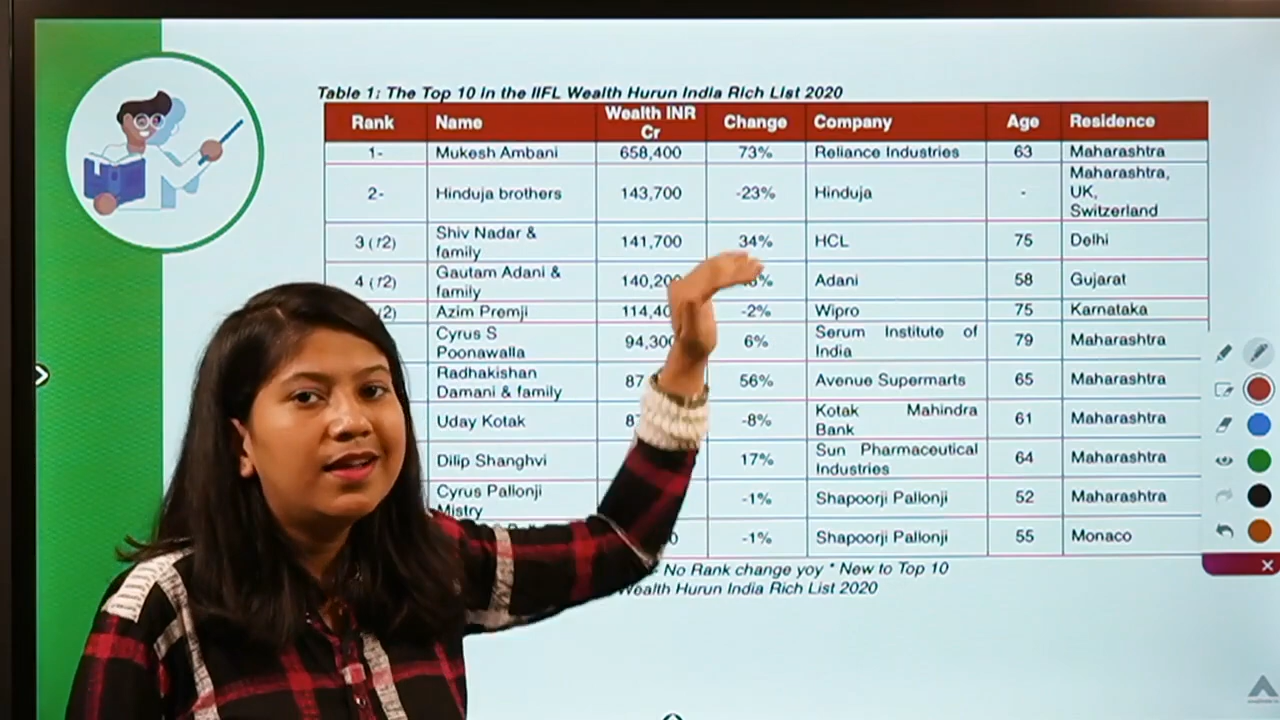 Table 1: The Top 10 in the IIFL Wealth Hurun India Rich List 2020
Rank Name Wealth INR Cr Change Company Age Residence
1- Mukesh Ambani 658,400 73% Reliance Industries 63 Maharashtra
2- Hinduja brothers 143,700 -23% Hinduja - Maharashtra, UK, Switzerland
3 (↑2) Shiv Nadar & family 141,700 34% HCL 75 Delhi
4 (↑2) Gautam Adani & family Adani 58 Gujarat
Azim Premji -2% Wipro 75 Karnataka
Cyrus S Poonawalla 6% Serum Institute of India 79 Maharashtra
Radhakishan Damani & family 56% Avenue Supermarts 65 Maharashtra
Uday Kotak -8% Kotak Mahindra Bank 61 Maharashtra
Dilip Shanghvi 17% Sun Pharmaceutical Industries 64 Maharashtra
Cyrus Pallonji Mistry -1% Shapoorji Pallonji 52 Maharashtra
-1% Shapoorji Pallonji 55 Monaco
No Rank change yoy * New to Top 10
Wealth Hurun India Rich List 2020